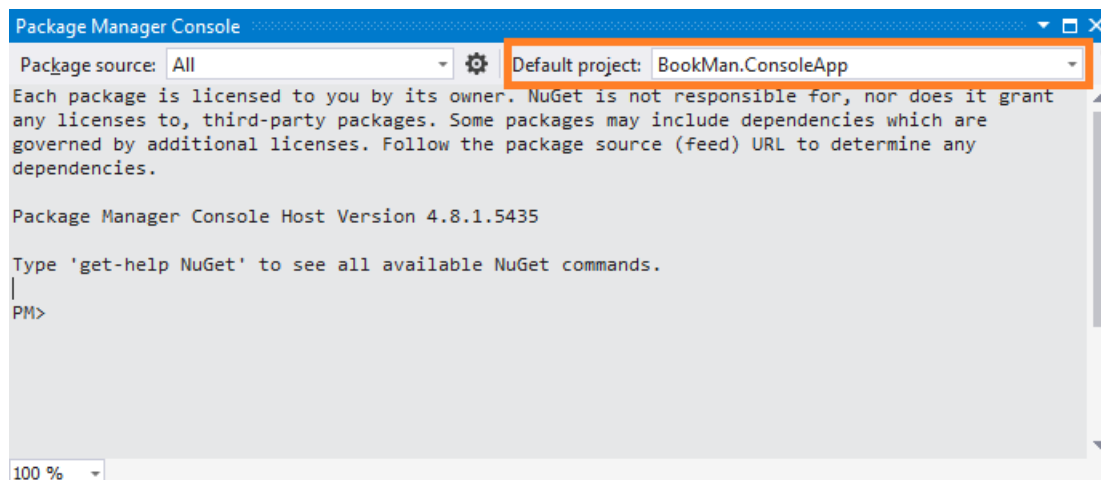 Package Manager Console
Package source: All Default project: BookMan.ConsoleApp
Each package is licensed to you by its owner. NuGet is not responsible for, nor does it grant
any licenses to, third-party packages. Some packages may include dependencies which are
governed by additional licenses. Follow the package source (feed) URL to determine any
dependencies.
Package Manager Console Host Version 4.8.1.5435
Type 'get-help NuGet' to see all available NuGet commands.
PM>
100 %